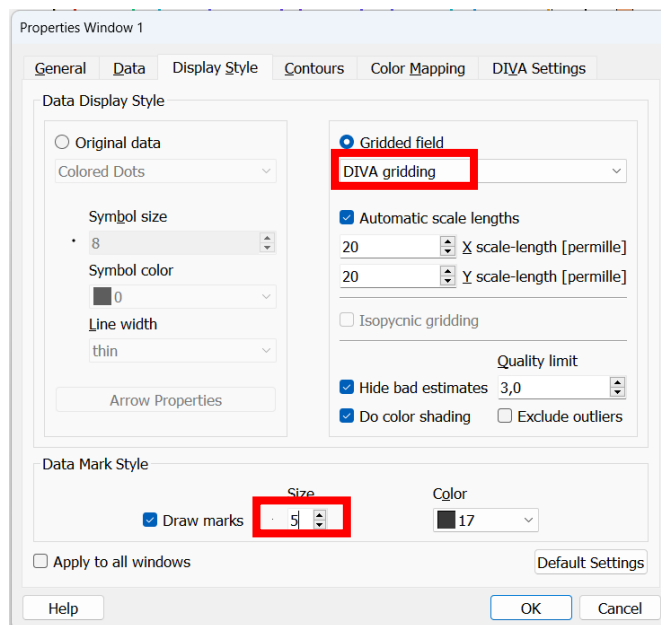 Properties Window 1
General Data Display Style Contours Color Mapping DIVA Settings
Data Display Style
Original data
Colored Dots
Symbol size
8
Symbol color
0
Line width
thin
Arrow Properties
Gridded field
DIVA gridding
Automatic scale lengths
20 X scale-length [permille]
20 Y scale-length [permille]
Isopycnic gridding
Quality limit
Hide bad estimates 3,0
Do color shading Exclude outliers
Data Mark Style
Size Color
Draw marks 5 17
Apply to all windows Default Settings
Help OK Cancel